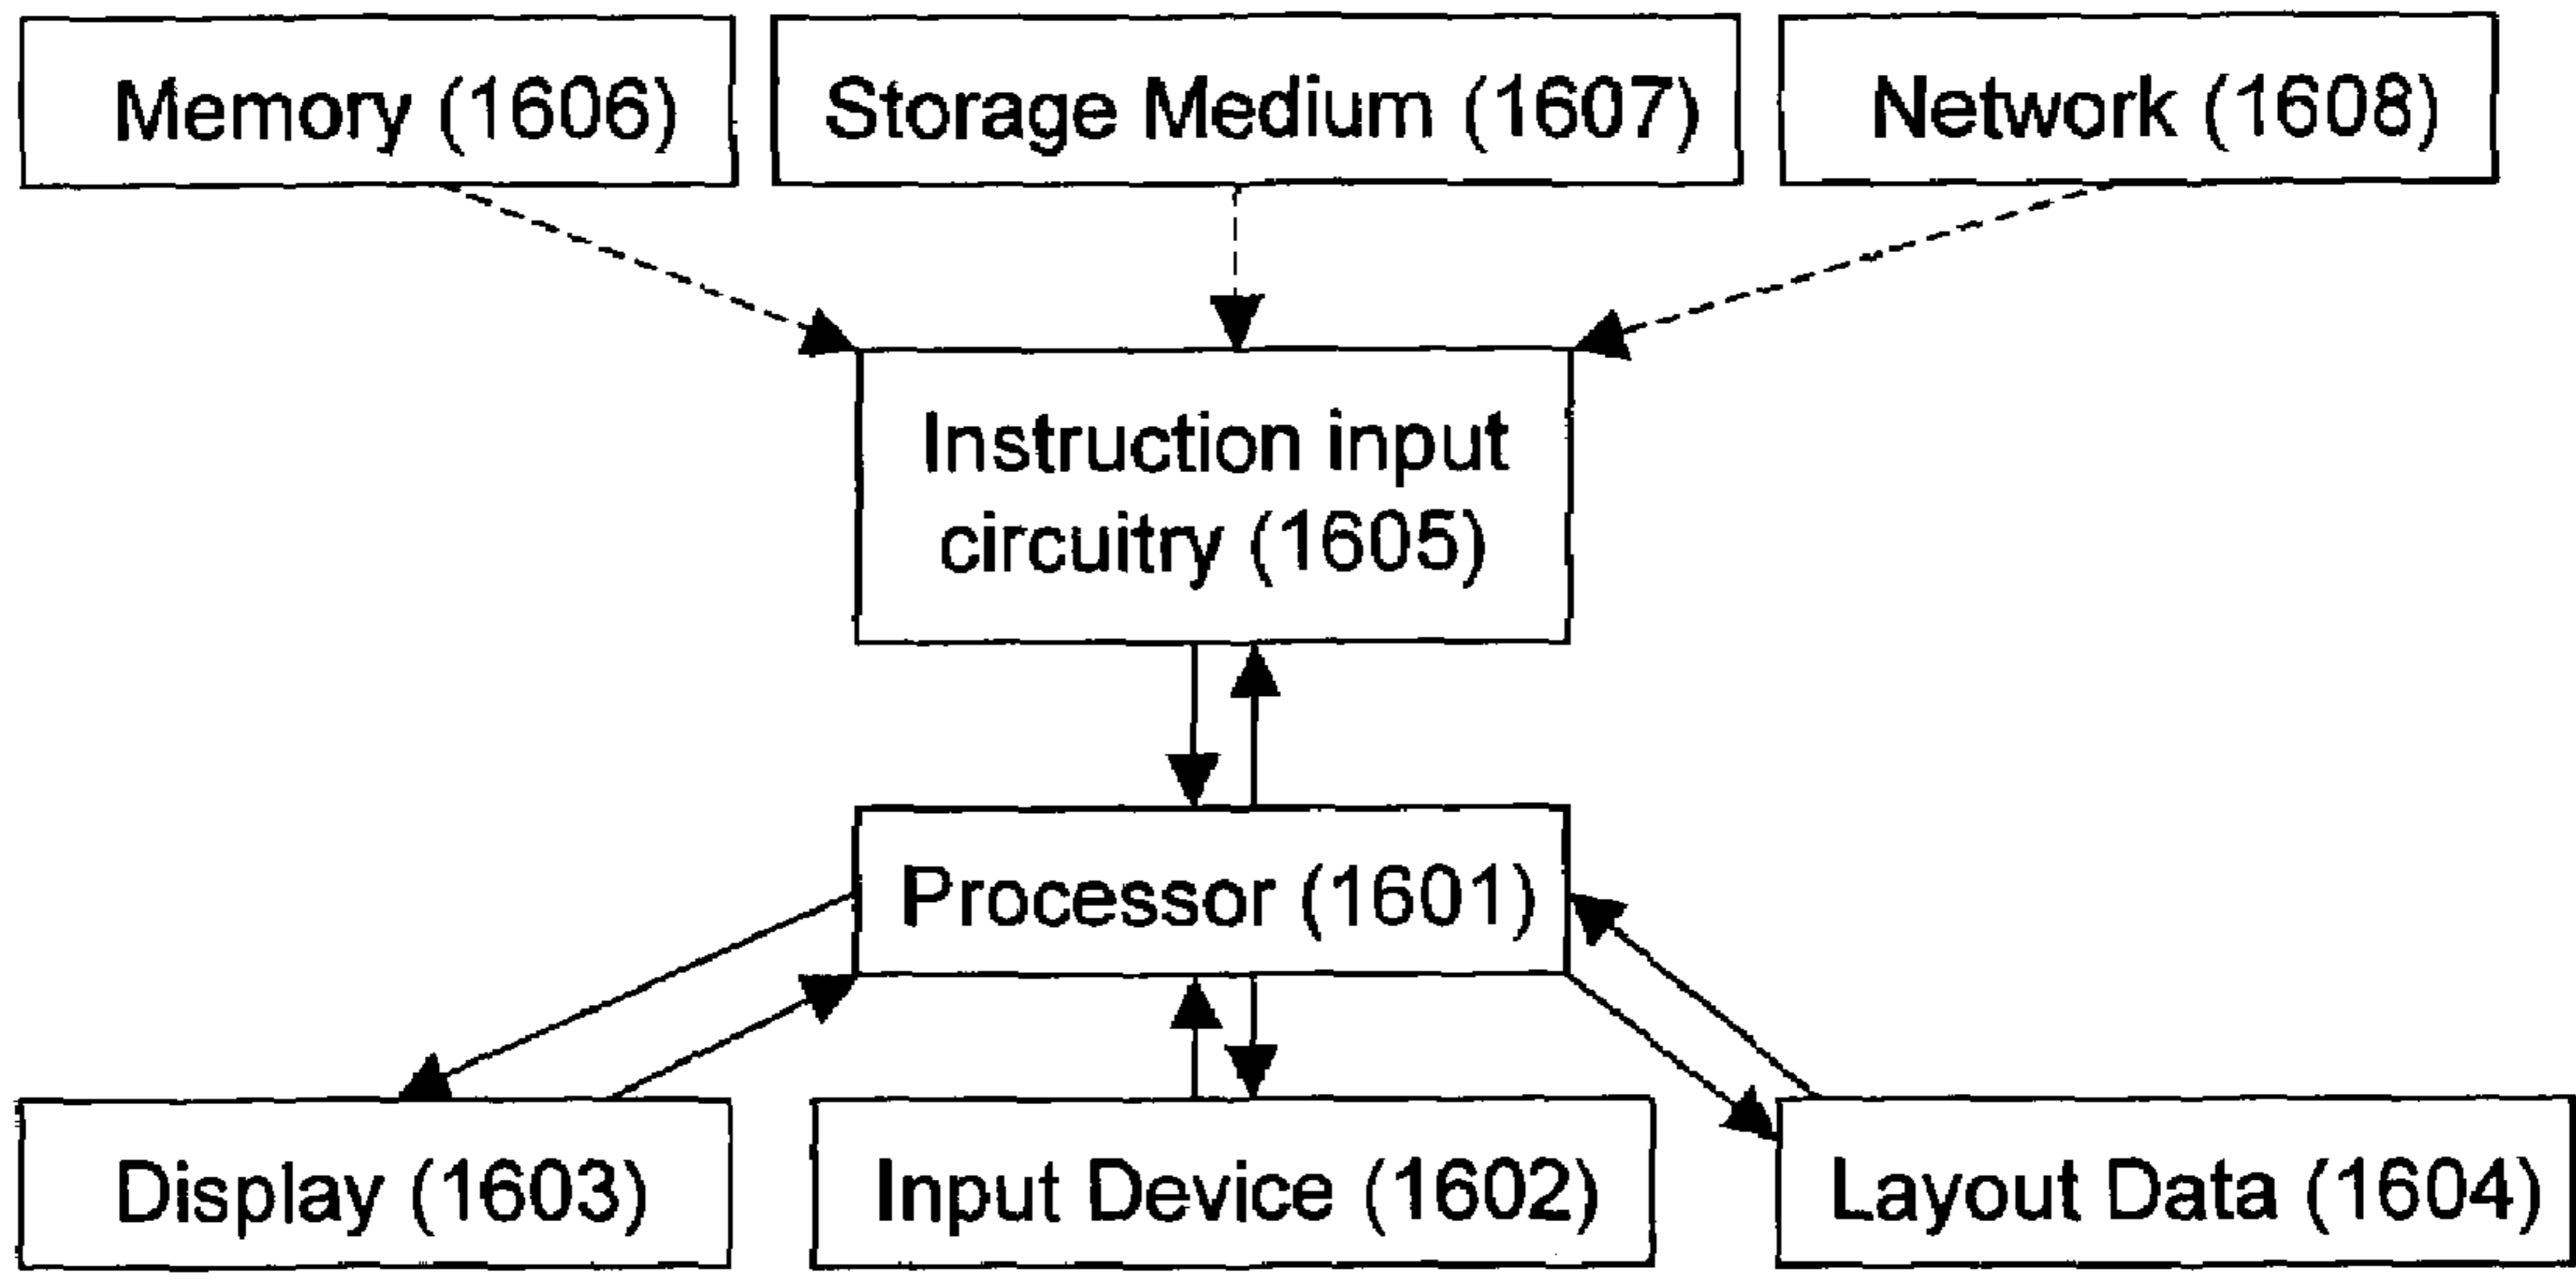 Memory (1606)
Storage Medium (1607)
Network (1608)
Instruction input
circuitry (1605)
Processor (1601)
Display (1603)
Input Device (1602)
Layout Data (1604)